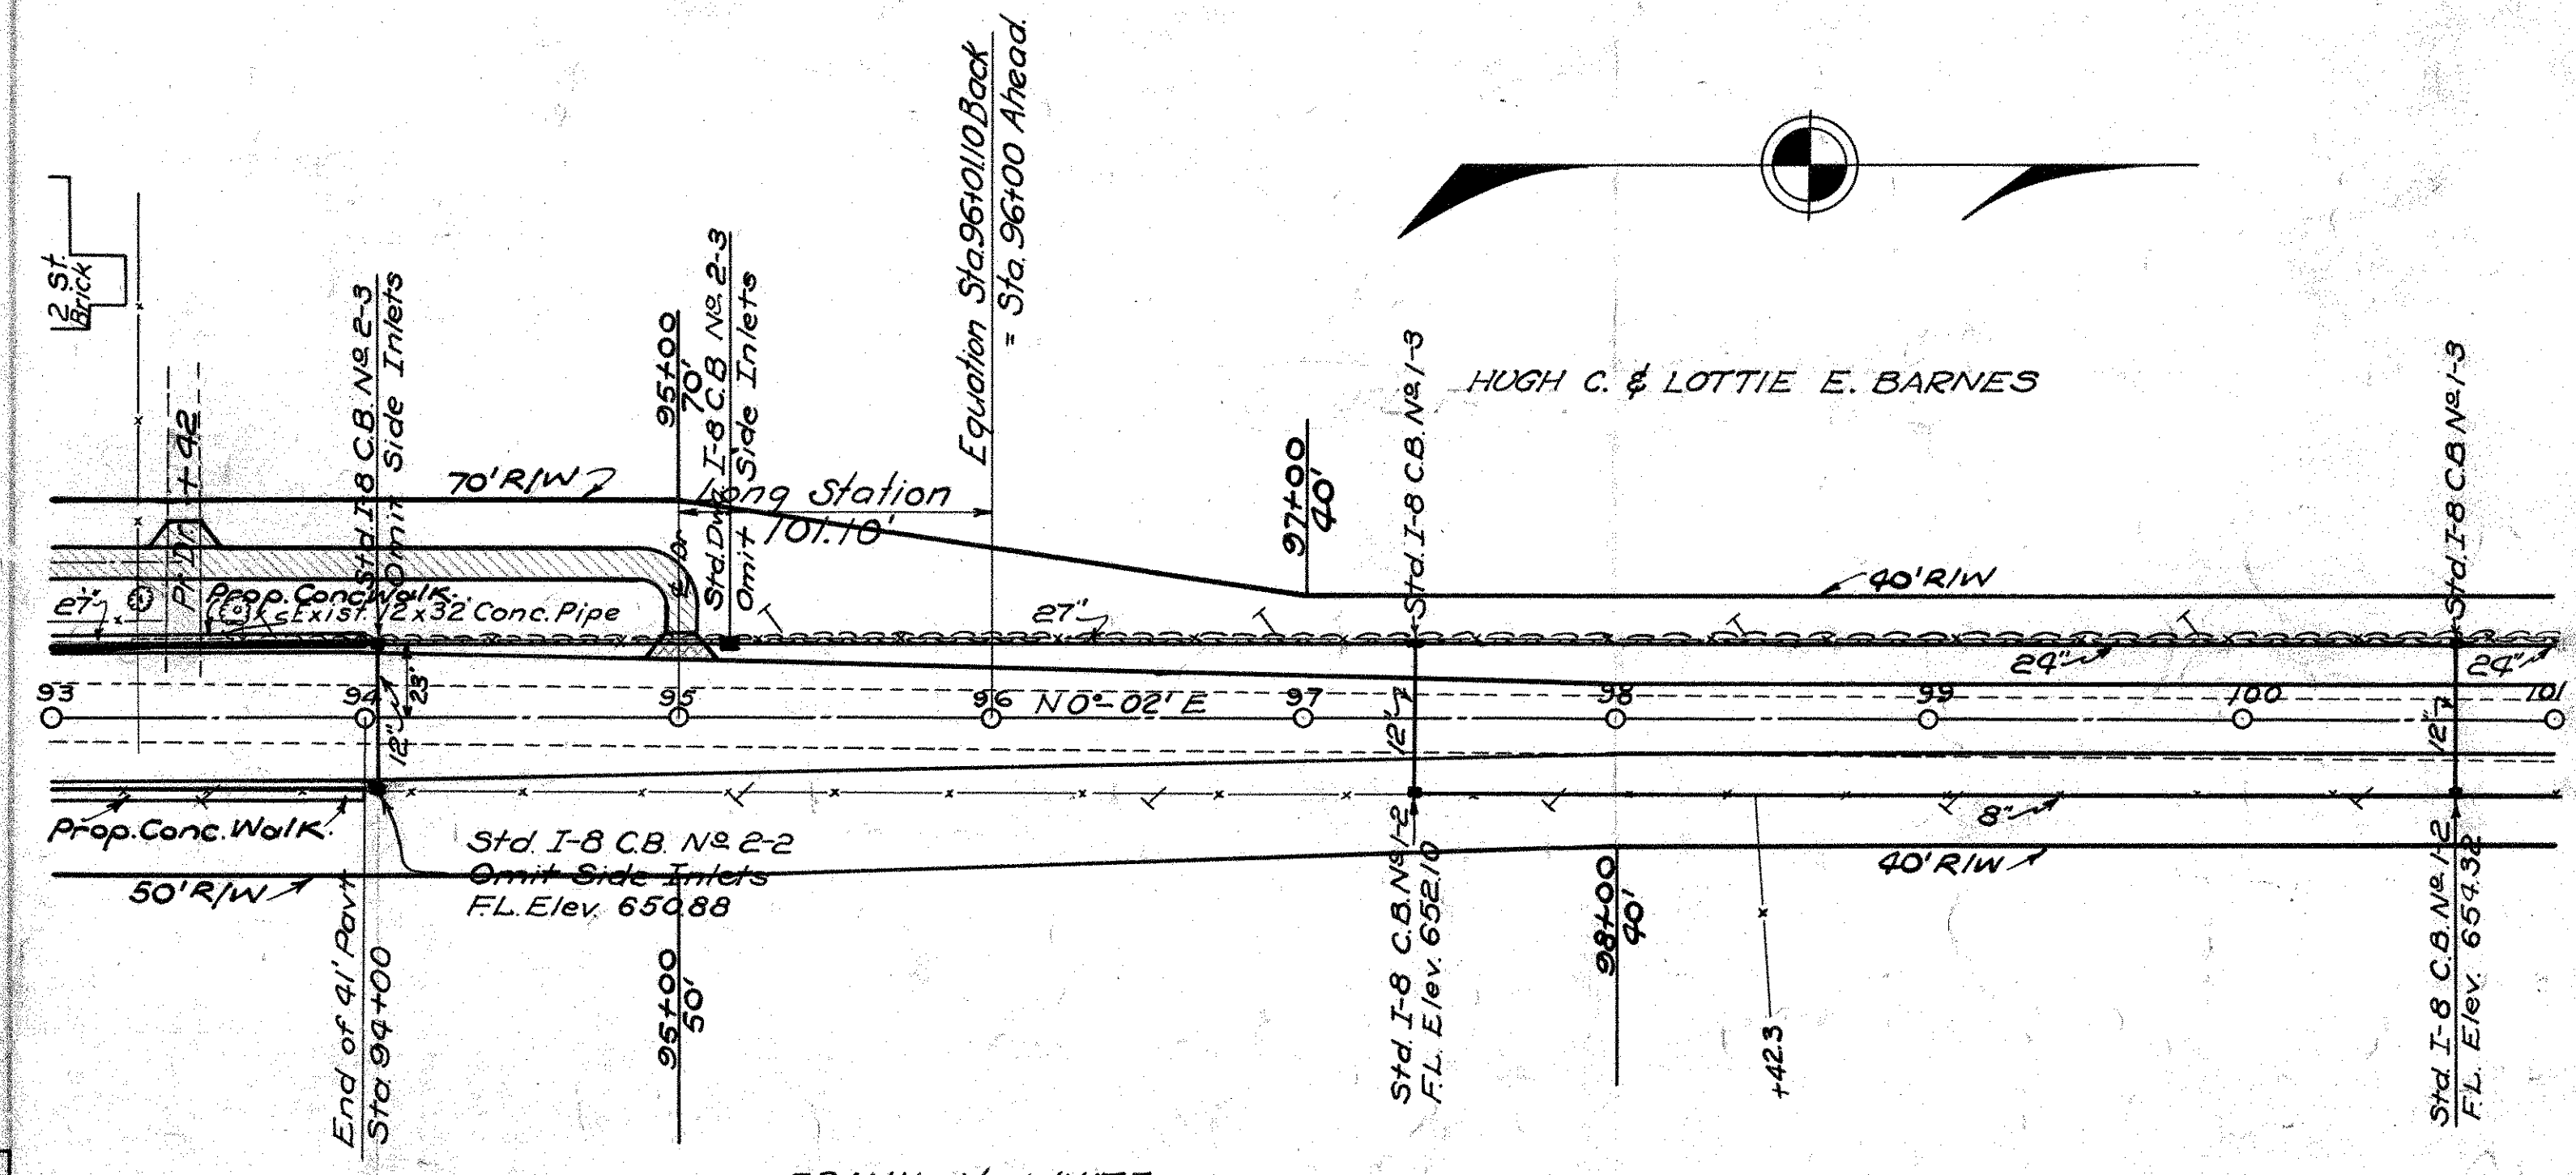 2 St.
Brick
Pr. Dr. + 42
Std. I-8 C.B. No. 2-3
Omit Side Inlets
70' R/W
95+00
70'
Std. Dwg. I-8 C.B. No. 2-3
Omit Side Inlets
Long Station
101.10'
Equation Sta. 96+01.10 Back
= Sta. 96+00 Ahead.
97+00
40'
Std. I-8 C.B. No. 1-3
HUGH C. & LOTTIE E. BARNES
40' R/W
Std. I-8 C.B. No. 1-3
27"
Prop. Conc. Walk.
Exist. 12x32' Conc. Pipe
Dr
27"
24"
24"
93
94
95
96
N 0°-02' E
97
98
99
100
101
23'
12"
12"
12"
Prop. Conc. Walk.
50' R/W
Std. I-8 C.B. No. 2-2
Omit Side Inlets
F.L. Elev. 650.88
8"
40' R/W
End of 41' Pavt
Sta 94+00
95+00
50'
Std. I-8 C.B. No. 1-2
F.L. Elev. 652.10
98+00
40'
+42.3
Std. I-8 C.B. No. 1-2
F.L. Elev. 654.32